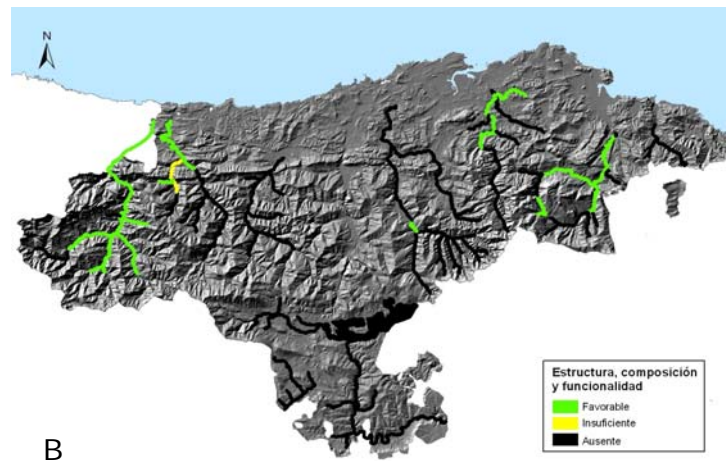 N
Estructura, composición
y funcionalidad
Favorable
Insuficiente
Ausente
B